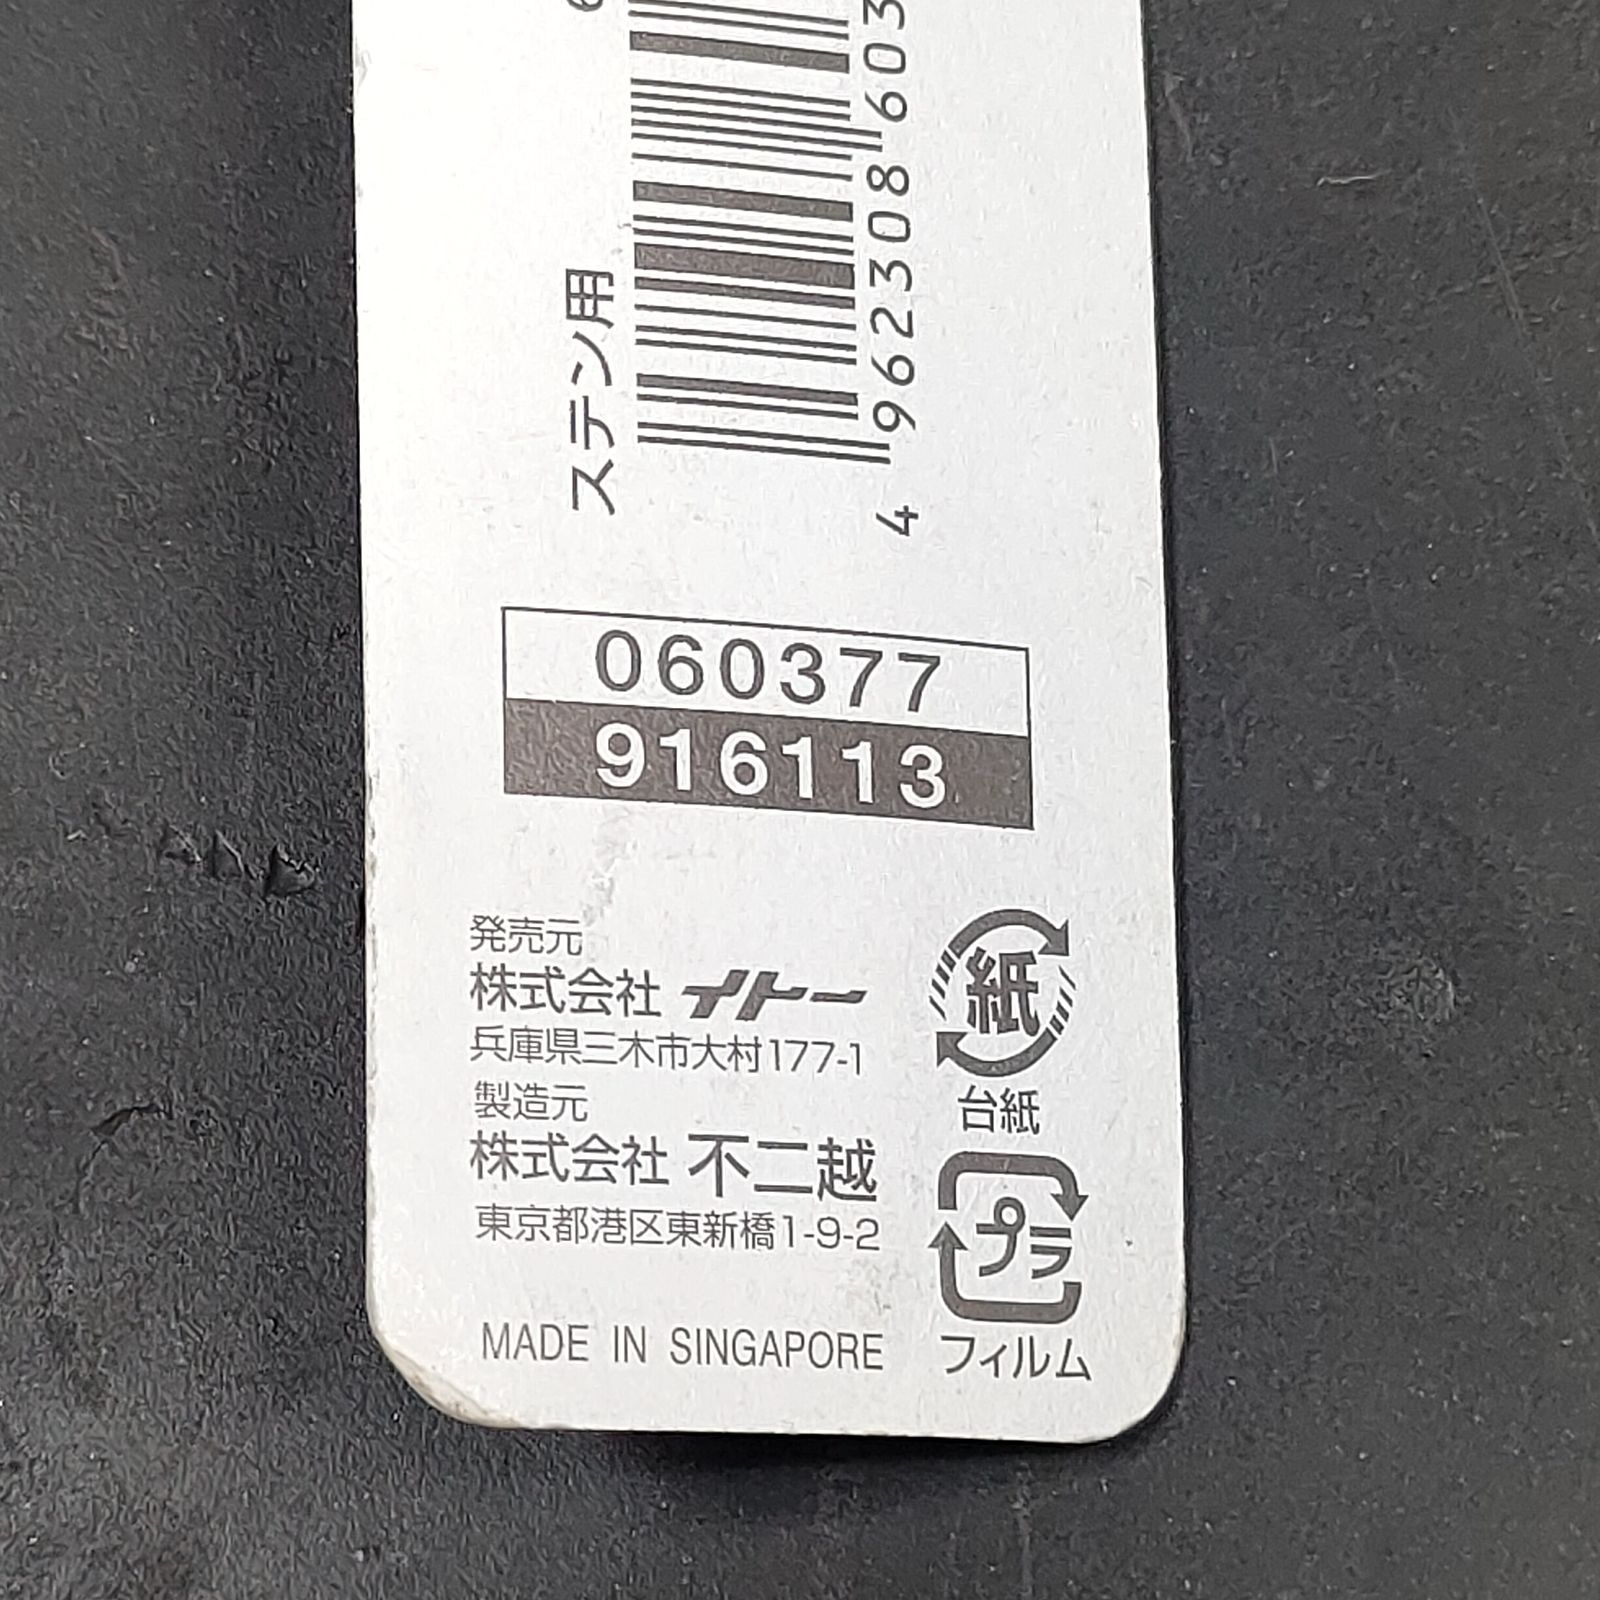 ステン用
4 962308 603
060377
916113
発売元
株式会社 イトー
兵庫県三木市大村177-1
製造元
株式会社 不二越
東京都港区東新橋1-9-2
MADE IN SINGAPORE
紙
台紙
プラ
フィルム